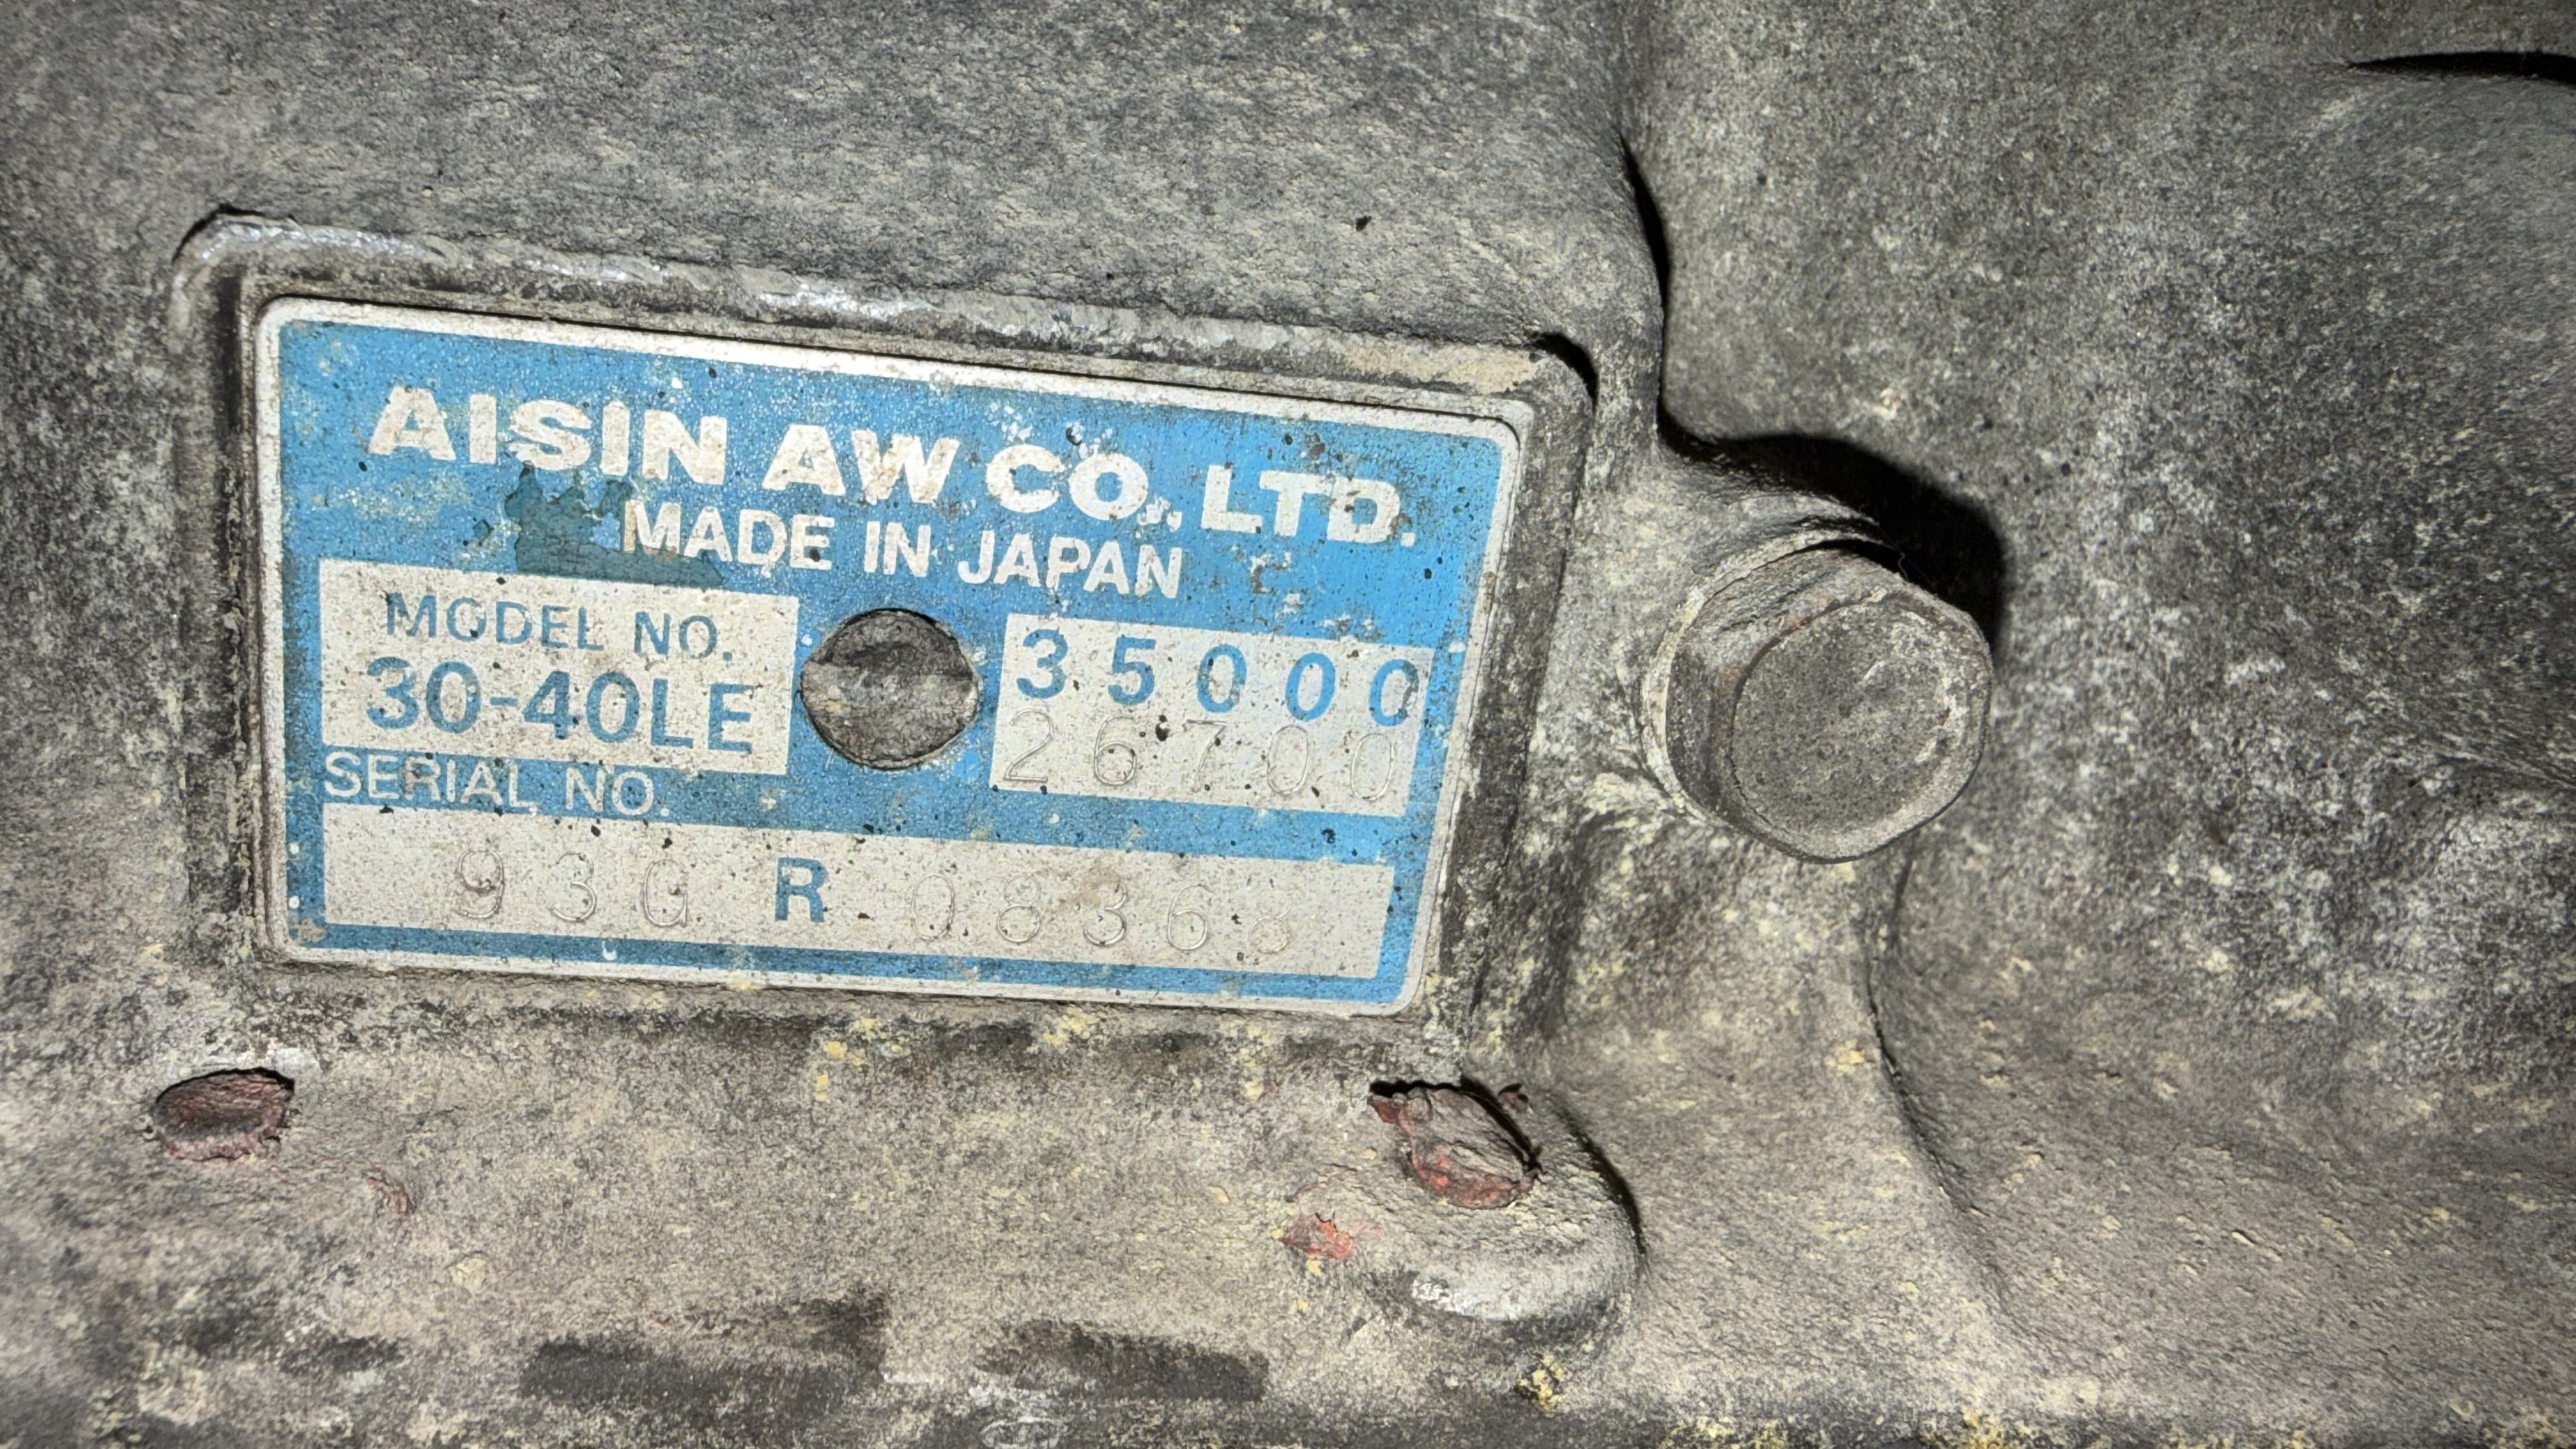 AISIN AW CO., LTD.
MADE IN JAPAN
MODEL NO.
30-40LE
35000
26700
SERIAL NO.
93G R 08368